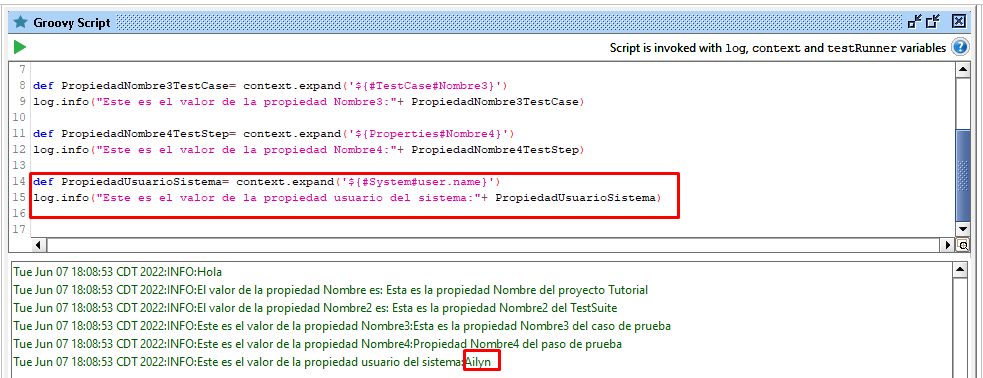 Groovy Script
Script is invoked with log, context and testRunner variables
7
8 def PropiedadNombre3TestCase= context.expand('${#TestCase#Nombre3}')
9 log.info("Este es el valor de la propiedad Nombre3:"+ PropiedadNombre3TestCase)
10
11 def PropiedadNombre4TestStep= context.expand('${Properties#Nombre4}')
12 log.info("Este es el valor de la propiedad Nombre4:"+ PropiedadNombre4TestStep)
13
14 def PropiedadUsuarioSistema= context.expand('${#System#user.name}')
15 log.info("Este es el valor de la propiedad usuario del sistema:"+ PropiedadUsuarioSistema)
16
17
Tue Jun 07 18:08:53 CDT 2022:INFO:Hola
Tue Jun 07 18:08:53 CDT 2022:INFO:El valor de la propiedad Nombre es: Esta es la propiedad Nombre del proyecto Tutorial
Tue Jun 07 18:08:53 CDT 2022:INFO:El valor de la propiedad Nombre2 es: Esta es la propiedad Nombre2 del TestSuite
Tue Jun 07 18:08:53 CDT 2022:INFO:Este es el valor de la propiedad Nombre3:Esta es la propiedad Nombre3 del caso de prueba
Tue Jun 07 18:08:53 CDT 2022:INFO:Este es el valor de la propiedad Nombre4:Propiedad Nombre4 del paso de prueba
Tue Jun 07 18:08:53 CDT 2022:INFO:Este es el valor de la propiedad usuario del sistema:Ailyn